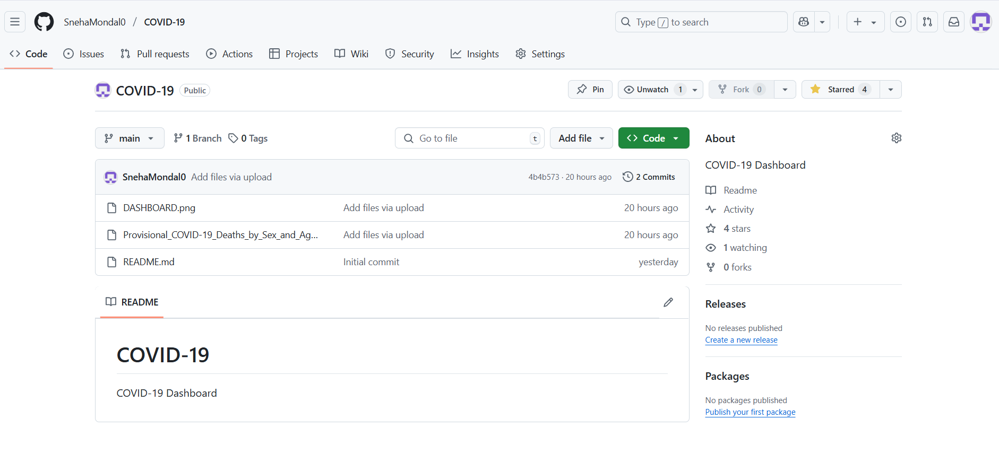 SnehaMondal0 / COVID-19
Type / to search
Code Issues Pull requests Actions Projects Wiki Security Insights Settings
COVID-19 Public
Pin Unwatch 1 Fork 0 Starred 4
main 1 Branch 0 Tags
Go to file t Add file Code
SnehaMondal0 Add files via upload 4b4b573 · 20 hours ago 2 Commits
DASHBOARD.png Add files via upload 20 hours ago
Provisional_COVID-19_Deaths_by_Sex_and_Ag... Add files via upload 20 hours ago
README.md Initial commit yesterday
README
COVID-19
COVID-19 Dashboard
About
COVID-19 Dashboard
Readme
Activity
4 stars
1 watching
0 forks
Releases
No releases published
Create a new release
Packages
No packages published
Publish your first package